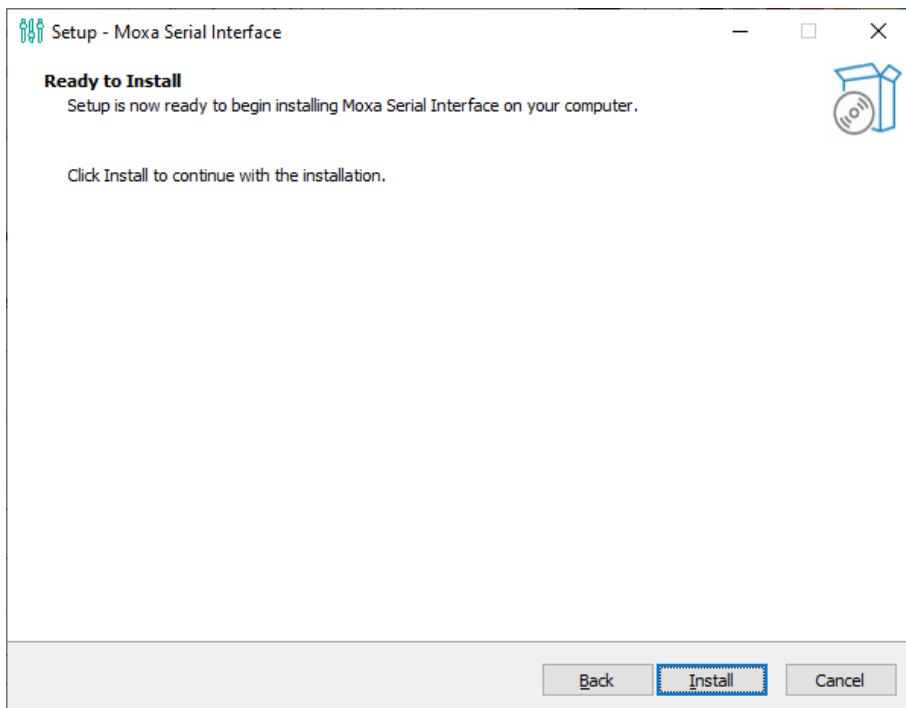 Setup - Moxa Serial Interface
Ready to Install
Setup is now ready to begin installing Moxa Serial Interface on your computer.
Click Install to continue with the installation.
Back Install Cancel